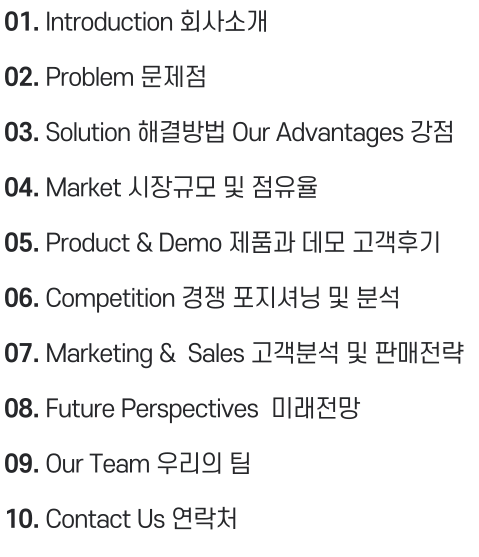 01. Introduction 회사소개
02. Problem 문제점
03. Solution 해결방법 Our Advantages 강점
04. Market 시장규모 및 점유율
05. Product & Demo 제품과 데모 고객후기
06. Competition 경쟁 포지셔닝 및 분석
07. Marketing & Sales 고객분석 및 판매전략
08. Future Perspectives 미래전망
09. Our Team 우리의 팀
10. Contact Us 연락처